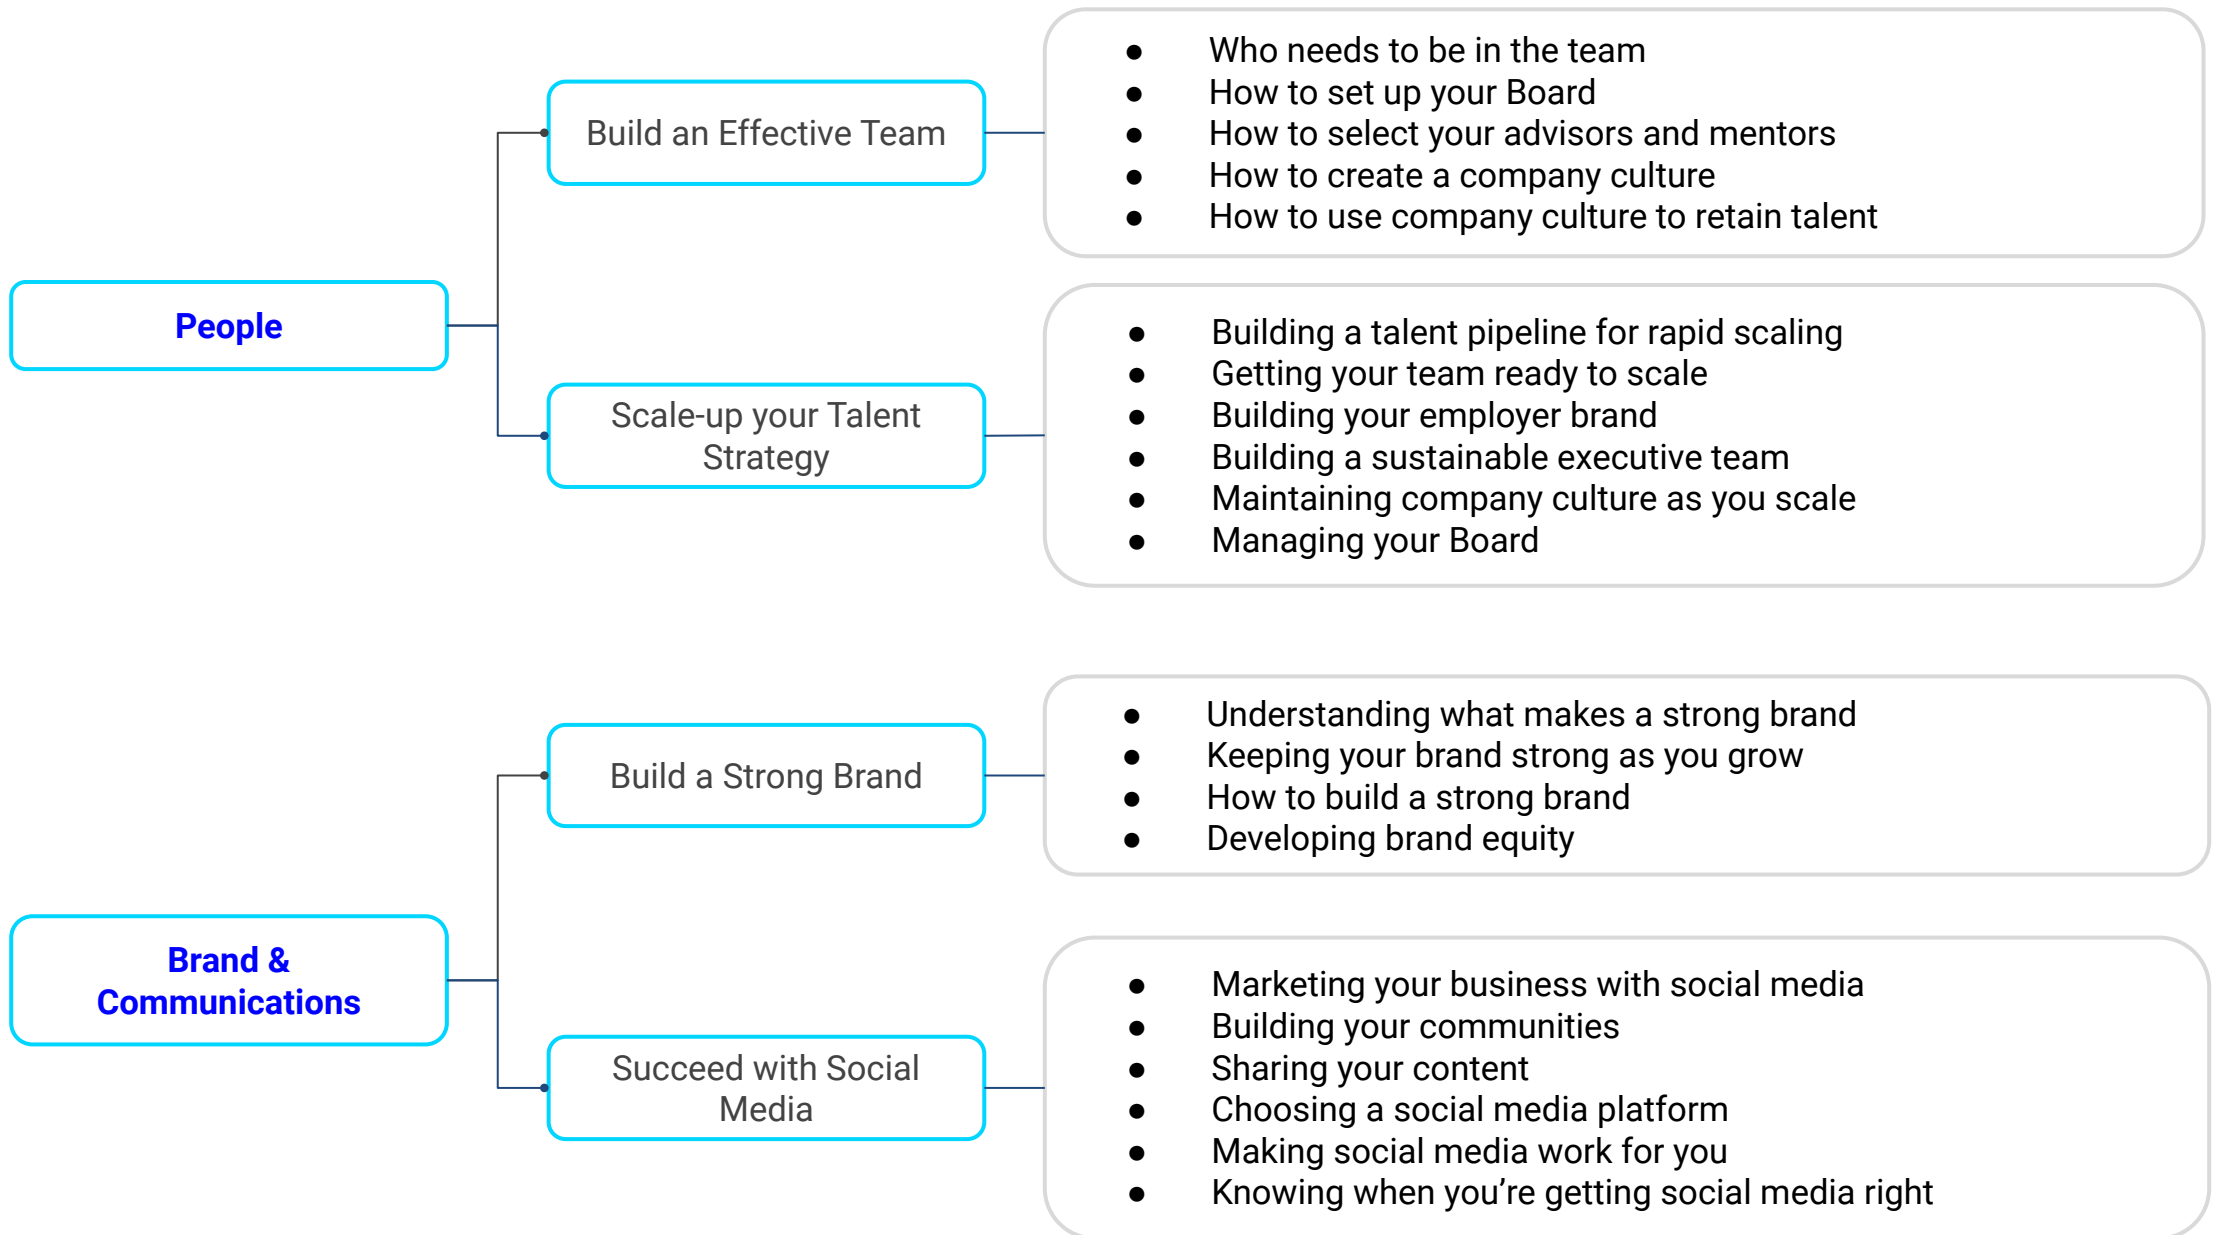 People
Build an Effective Team
● Who needs to be in the team
● How to set up your Board
● How to select your advisors and mentors
● How to create a company culture
● How to use company culture to retain talent
Scale-up your Talent
Strategy
● Building a talent pipeline for rapid scaling
● Getting your team ready to scale
● Building your employer brand
● Building a sustainable executive team
● Maintaining company culture as you scale
● Managing your Board
Brand &
Communications
Build a Strong Brand
● Understanding what makes a strong brand
● Keeping your brand strong as you grow
● How to build a strong brand
● Developing brand equity
Succeed with Social
Media
● Marketing your business with social media
● Building your communities
● Sharing your content
● Choosing a social media platform
● Making social media work for you
● Knowing when you’re getting social media right